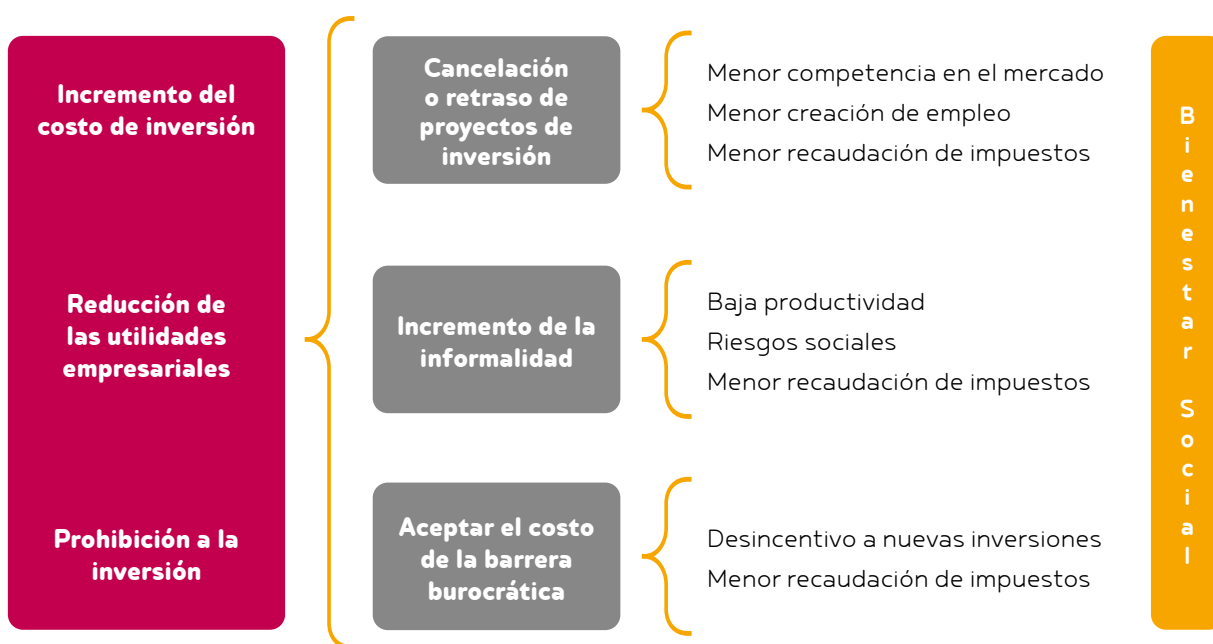 Incremento del
costo de inversión
Reducción de
las utilidades
empresariales
Prohibición a la
inversión
Cancelación
o retraso de
proyectos de
inversión
Menor competencia en el mercado
Menor creación de empleo
Menor recaudación de impuestos
Incremento de la
informalidad
Baja productividad
Riesgos sociales
Menor recaudación de impuestos
Aceptar el costo
de la barrera
burocrática
Desincentivo a nuevas inversiones
Menor recaudación de impuestos
Bienestar Social